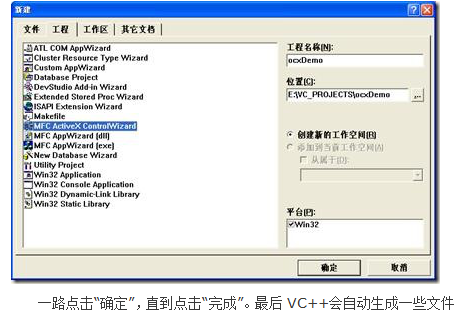 新建
文件 工程 工作区 其它文档
ATL COM AppWizard
Cluster Resource Type Wizard
Custom AppWizard
Database Project
DevStudio Add-in Wizard
Extended Stored Proc Wizard
ISAPI Extension Wizard
Makefile
MFC ActiveX ControlWizard
MFC AppWizard (dll)
MFC AppWizard (exe)
New Database Wizard
Utility Project
Win32 Application
Win32 Console Application
Win32 Dynamic-Link Library
Win32 Static Library
工程名称(N):
ocxDemo
位置(C):
E:\VC_PROJECTS\ocxDemo
...
创建新的工作空间(R)
添加到当前工作空间(A)
从属于(D):
平台(P):
Win32
确定 取消
一路点击“确定”，直到点击“完成”。最后 VC++会自动生成一些文件